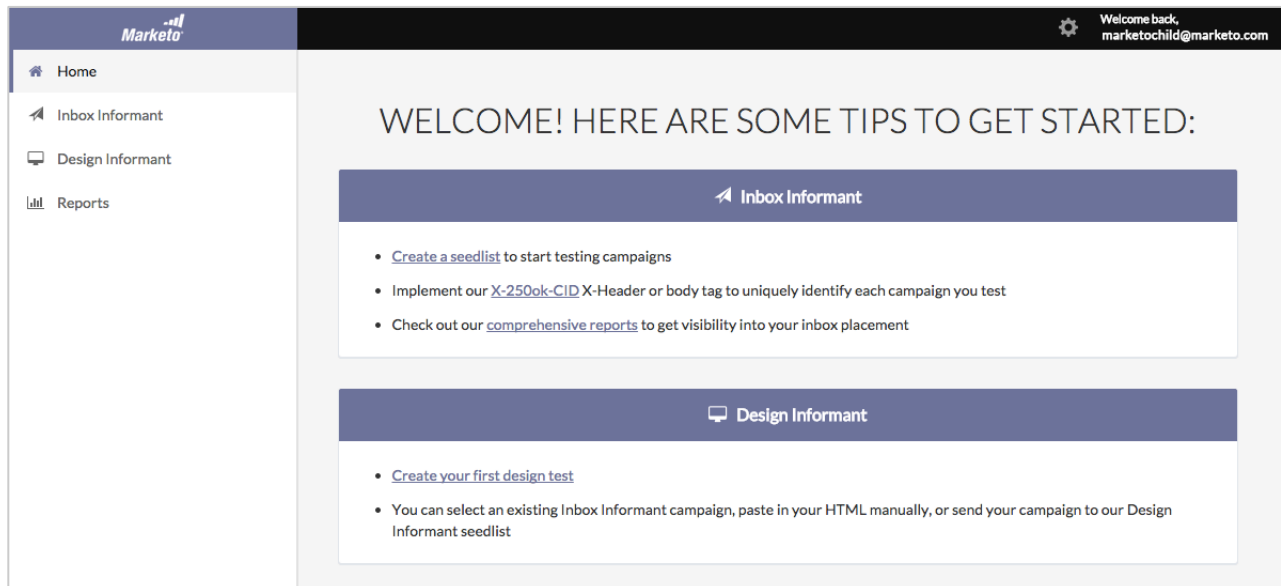 Marketo
Welcome back,
marketochild@marketo.com
Home
Inbox Informant
Design Informant
Reports
WELCOME! HERE ARE SOME TIPS TO GET STARTED:
Inbox Informant
• Create a seedlist to start testing campaigns
• Implement our X-250ok-CID X-Header or body tag to uniquely identify each campaign you test
• Check out our comprehensive reports to get visibility into your inbox placement
Design Informant
• Create your first design test
• You can select an existing Inbox Informant campaign, paste in your HTML manually, or send your campaign to our Design
Informant seedlist